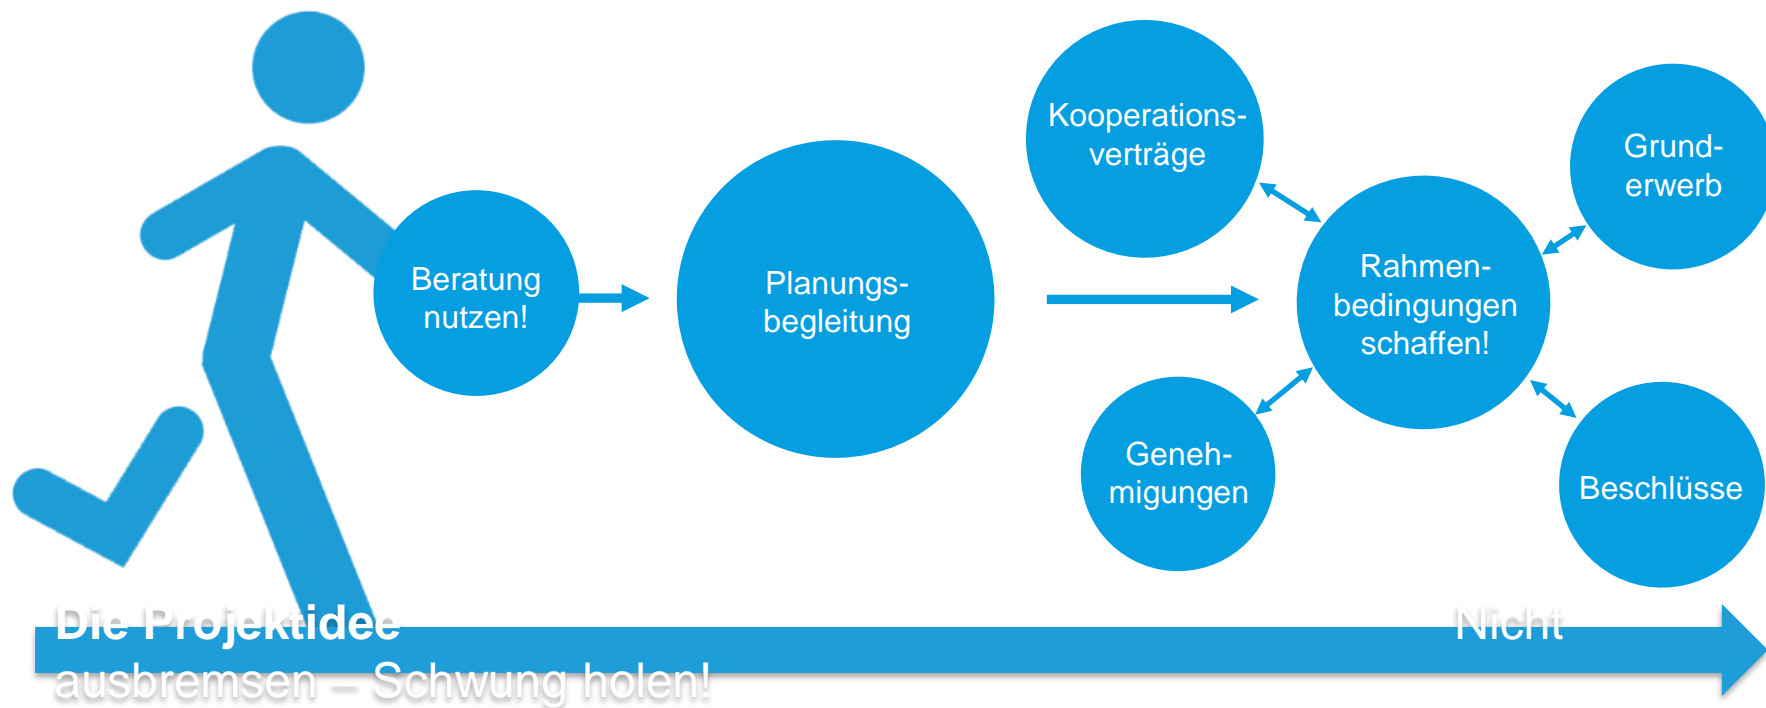 Beratung
nutzen!
Planungs-
begleitung
Kooperations-
verträge
Grund-
erwerb
Rahmen-
bedingungen
schaffen!
Geneh-
migungen
Beschlüsse
Die Projektidee Nicht
ausbremsen – Schwung holen!